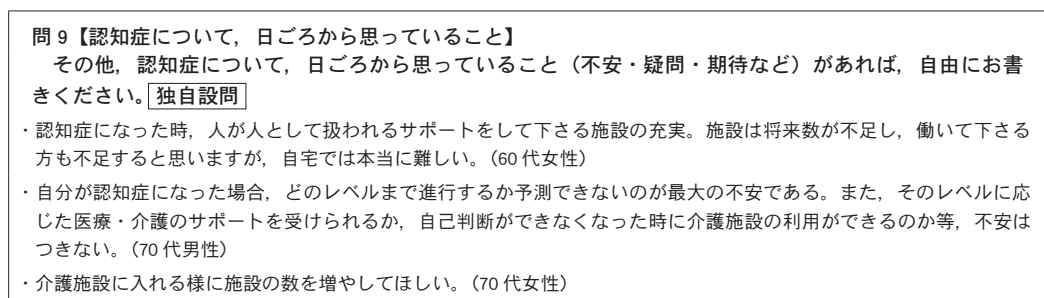 問 9【認知症について，日ごろから思っていること】
その他，認知症について，日ごろから思っていること（不安・疑問・期待など）があれば，自由にお書
きください。独自設問
・認知症になった時，人が人として扱われるサポートをして下さる施設の充実。施設は将来数が不足し，働いて下さる
方も不足すると思いますが，自宅では本当に難しい。（60 代女性）
・自分が認知症になった場合，どのレベルまで進行するか予測できないのが最大の不安である。また，そのレベルに応
じた医療・介護のサポートを受けられるか，自己判断ができなくなった時に介護施設の利用ができるのか等，不安は
つきない。（70 代男性）
・介護施設に入れる様に施設の数を増やしてほしい。（70 代女性）